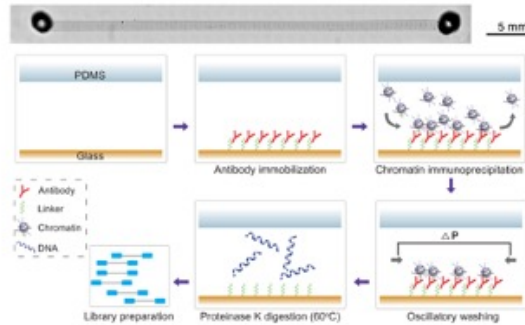 5 mm
PDMS
Glass
Antibody immobilization
Chromatin immunoprecipitation
Antibody
Linker
Chromatin
DNA
△P
Library preparation
Proteinase K digestion (60°C)
Oscillatory washing